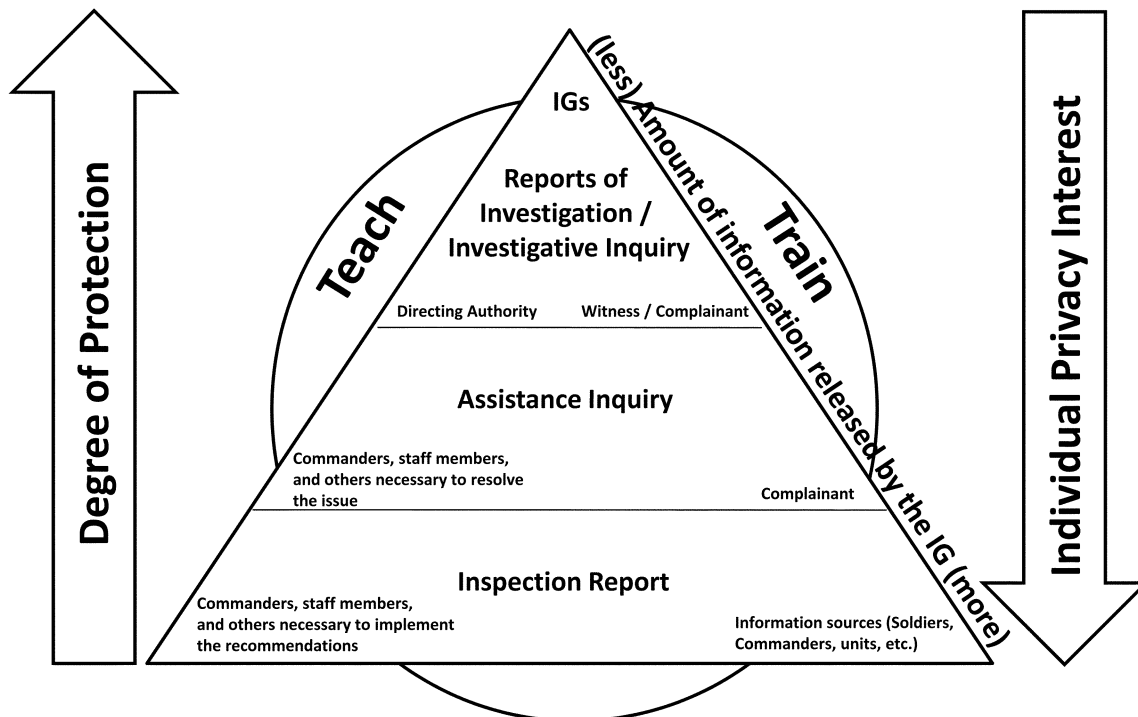 Degree of Protection
Teach
Train
(less) Amount of information released by the IG (more)
Individual Privacy Interest
IGs
Reports of
Investigation /
Investigative Inquiry
Directing Authority
Witness / Complainant
Assistance Inquiry
Commanders, staff members,
and others necessary to resolve
the issue
Complainant
Inspection Report
Commanders, staff members,
and others necessary to implement
the recommendations
Information sources (Soldiers,
Commanders, units, etc.)